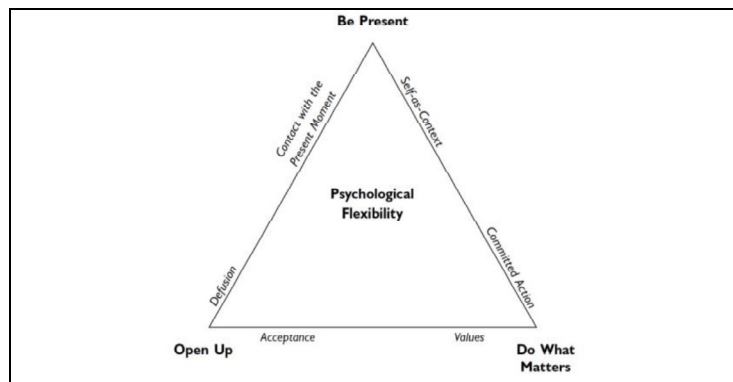 Be Present
Contact with the
Present Moment
Self-as-Context
Psychological
Flexibility
Defusion
Committed Action
Open Up
Acceptance
Values
Do What
Matters